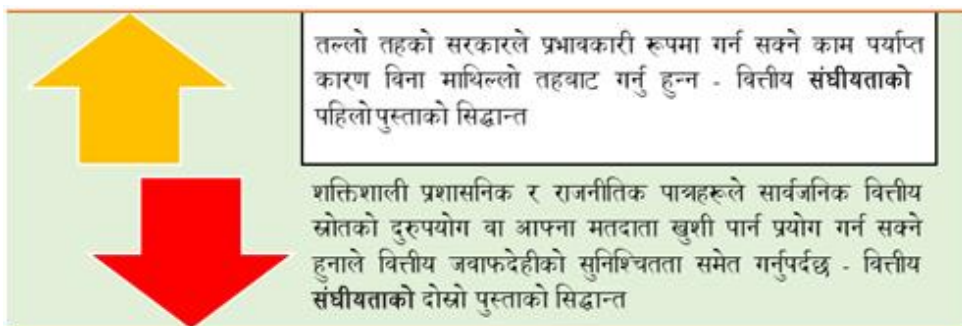 तल्लो तहको सरकारले प्रभावकारी रूपमा गर्न सक्ने काम पर्याप्त
कारण विना माथिल्लो तहबाट गर्नु हुन्न - वित्तीय संघीयताको
पहिलो पुस्ताको सिद्धान्त
शक्तिशाली प्रशासनिक र राजनीतिक पात्रहरूले सार्वजनिक वित्तीय
स्रोतको दुरुपयोग वा आफ्ना मतदाता खुशी पार्न प्रयोग गर्न सक्ने
हुनाले वित्तीय जवाफदेहीको सुनिश्चितता समेत गर्नुपर्दछ - वित्तीय
संघीयताको दोस्रो पुस्ताको सिद्धान्त